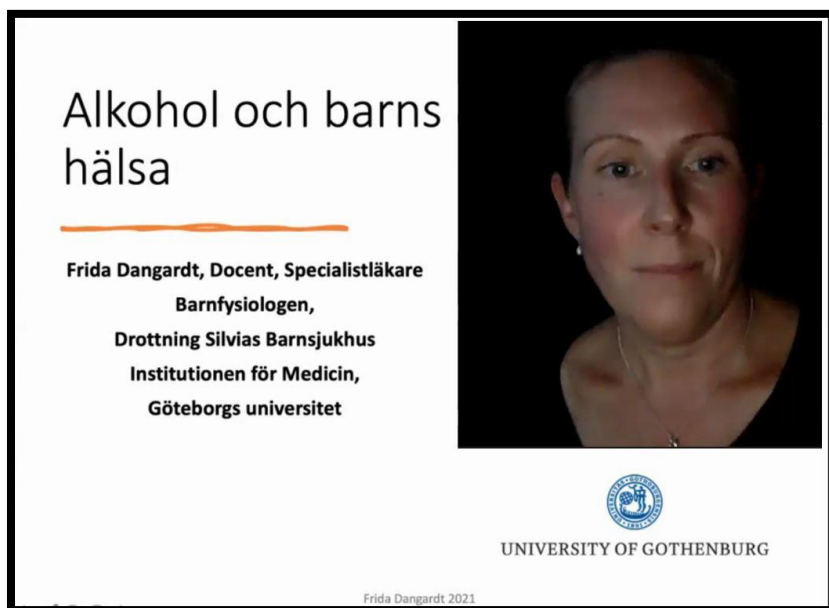 Alkohol och barns
hälsa
Frida Dangardt, Docent, Specialistläkare
Barnfysiologen,
Drottning Silvias Barnsjukhus
Institutionen för Medicin,
Göteborgs universitet
UNIVERSITY OF GOTHENBURG
Frida Dangardt 2021